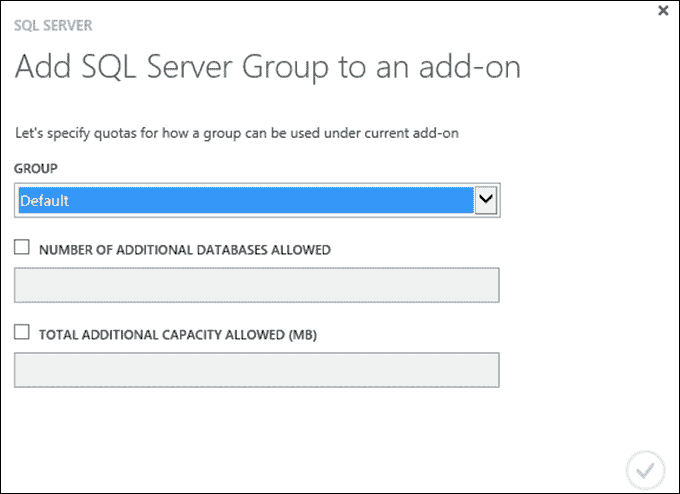 SQL SERVER
Add SQL Server Group to an add-on
Let's specify quotas for how a group can be used under current add-on
GROUP
Default
NUMBER OF ADDITIONAL DATABASES ALLOWED
TOTAL ADDITIONAL CAPACITY ALLOWED (MB)